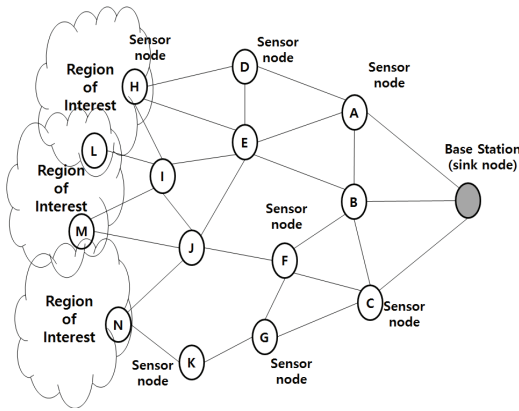 Sensor
node
Sensor
node
Sensor
node
Region
of
Interest
H
D
A
Base Station
(sink node)
L
E
I
Region
of
Interest
M
B
J
Sensor
node
F
Region
of
Interest
N
C
Sensor
node
G
Sensor
node
K
Sensor
node